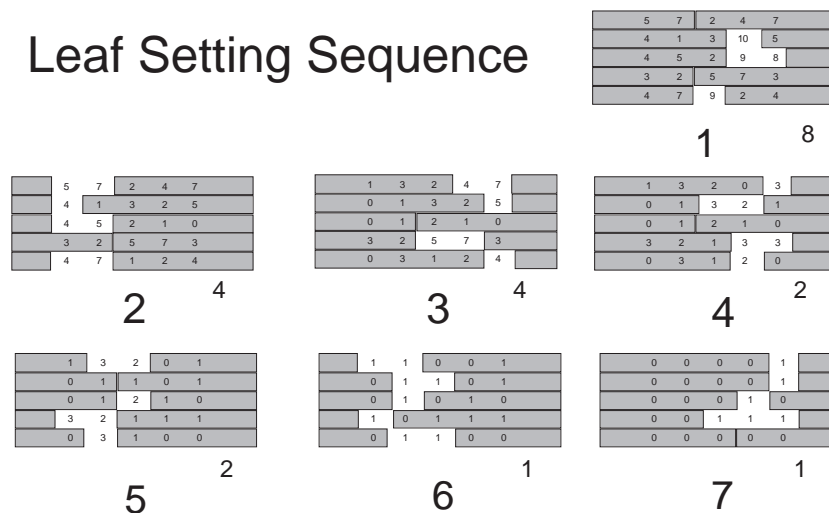 Leaf Setting Sequence
5 7 2 4 7
4 1 3 10 5
4 5 2 9 8
3 2 5 7 3
4 7 9 2 4
1 8
5 7 2 4 7
4 1 3 2 5
4 5 2 1 0
3 2 5 7 3
4 7 1 2 4
2 4
1 3 2 4 7
0 1 3 2 5
0 1 2 1 0
3 2 5 7 3
0 3 1 2 4
3 4
1 3 2 0 3
0 1 3 2 1
0 1 2 1 0
3 2 1 3 3
0 3 1 2 0
4 2
1 3 2 0 1
0 1 1 0 1
0 1 2 1 0
3 2 1 1 1
0 3 1 0 0
5 2
1 1 0 0 1
0 1 1 0 1
0 1 0 1 0
1 0 1 1 1
0 1 1 0 0
6 1
0 0 0 0 1
0 0 0 0 1
0 0 0 1 0
0 0 1 1 1
0 0 0 0 0
7 1